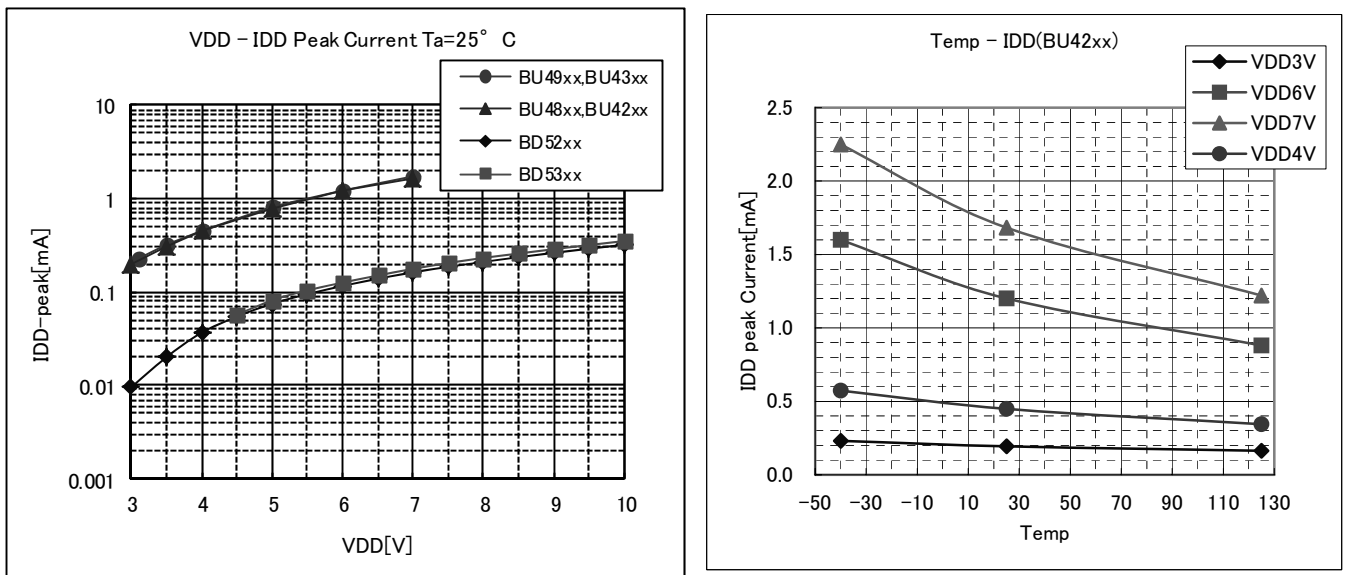 VDD – IDD Peak Current Ta=25° C
BU49xx,BU43xx
BU48xx,BU42xx
BD52xx
BD53xx
10
1
0.1
0.01
0.001
IDD-peak[mA]
3 4 5 6 7 8 9 10
VDD[V]
Temp – IDD(BU42xx)
VDD3V
VDD6V
VDD7V
VDD4V
2.5
2.0
1.5
1.0
0.5
0.0
IDD peak Current[mA]
-50 -30 -10 10 30 50 70 90 110 130
Temp